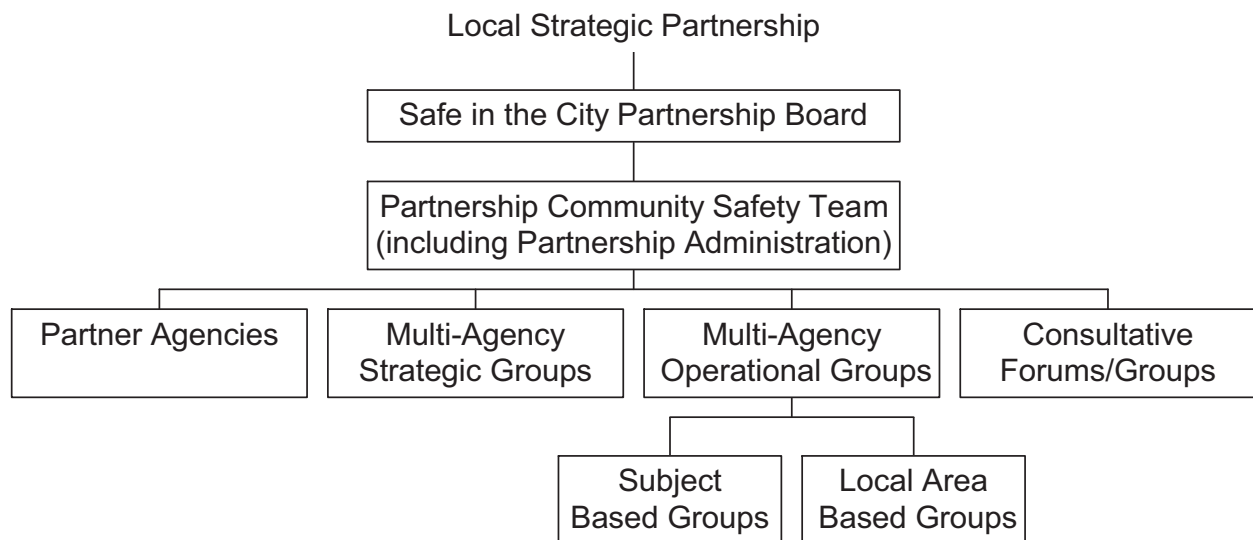 Local Strategic Partnership
Safe in the City Partnership Board
Partnership Community Safety Team
(including Partnership Administration)
Partner Agencies
Multi-Agency
Strategic Groups
Multi-Agency
Operational Groups
Consultative
Forums/Groups
Subject
Based Groups
Local Area
Based Groups